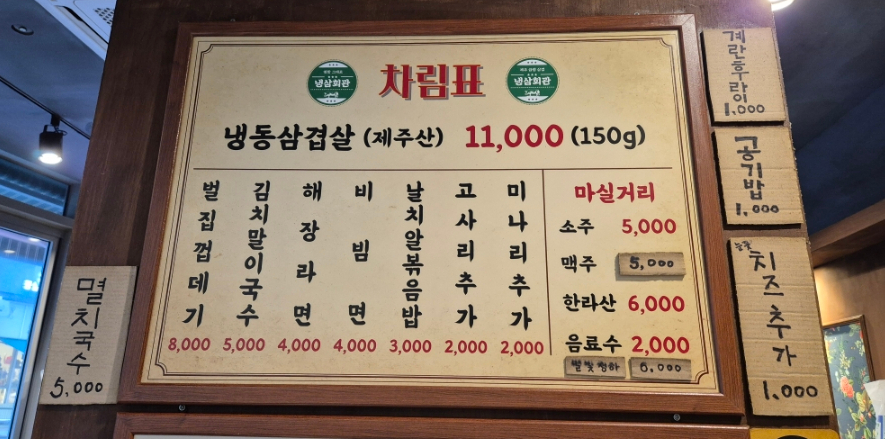 차림표
냉삼회관
냉삼회관
냉동삼겹살 (제주산) 11,000 (150g)
벌집껍데기 8,000
김치말이국수 5,000
해장라면 4,000
비빔면 4,000
날치알볶음밥 3,000
고사리추가 2,000
미나리추가 2,000
마실거리
소주 5,000
맥주 5,000
한라산 6,000
음료수 2,000
별빛청하 6,000
멸치국수
5,000
계란후라이
1,000
공기밥
1,000
치즈추가
1,000